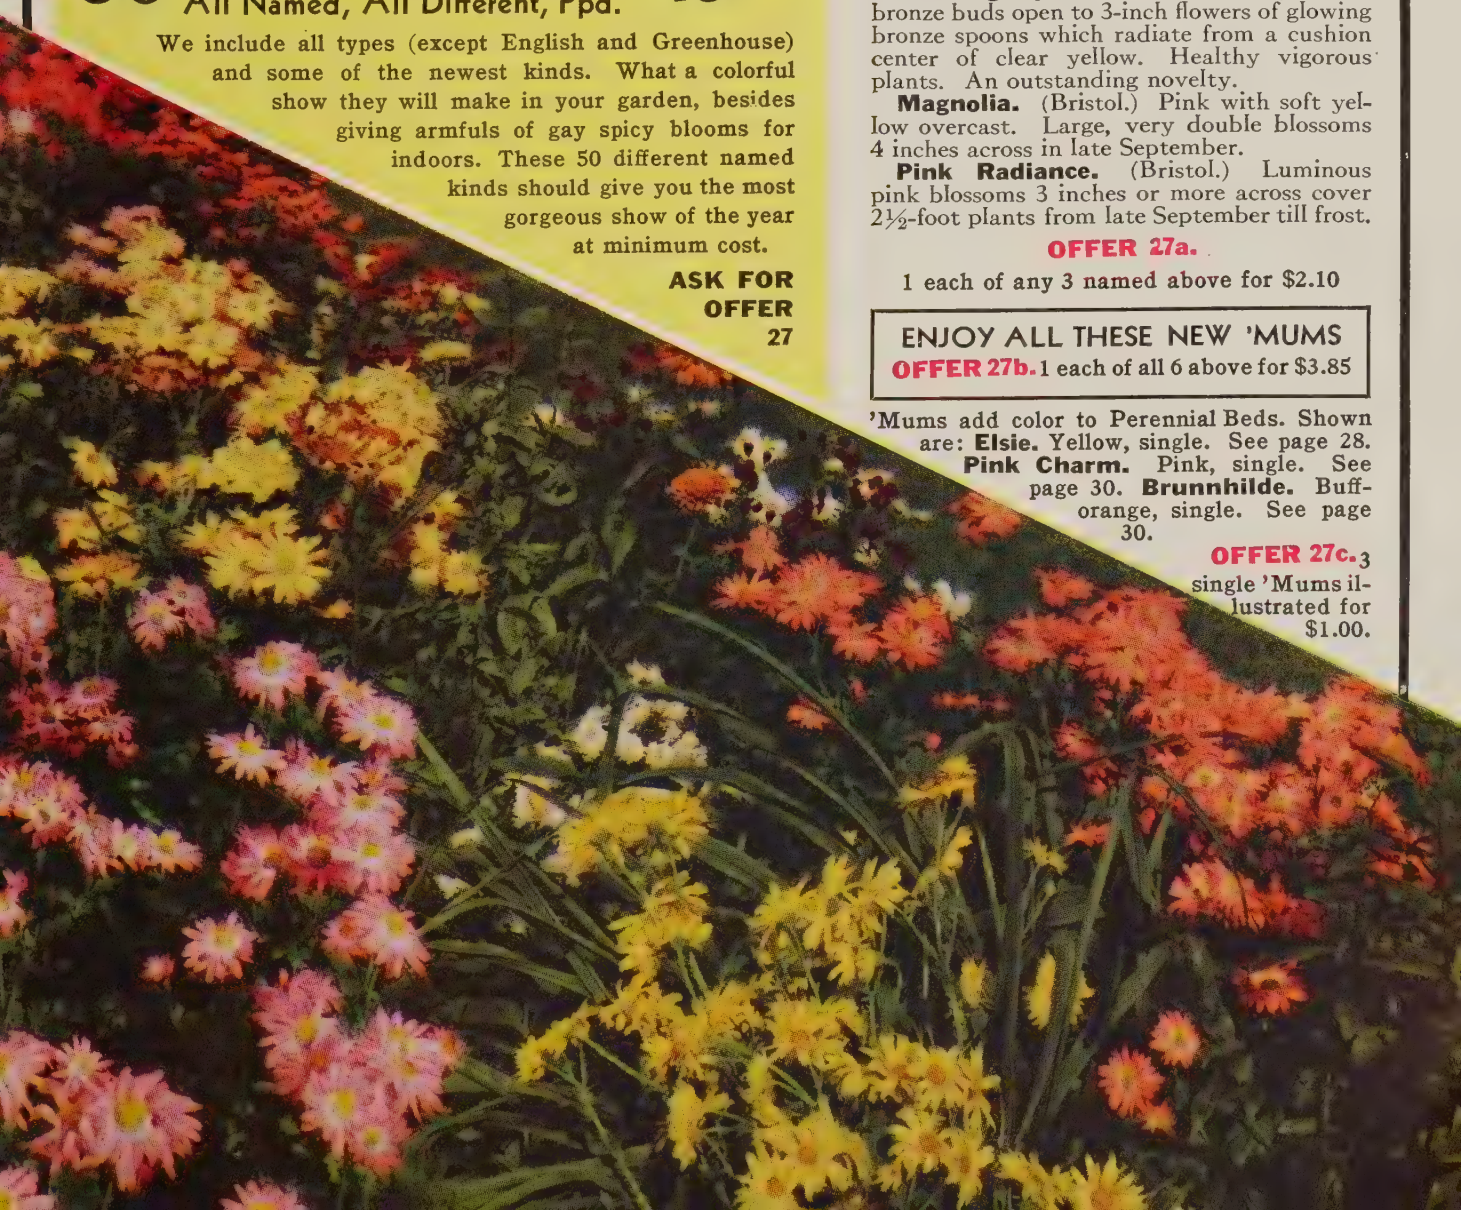 All Named, All Different, Ppd.
We include all types (except English and Greenhouse)
and some of the newest kinds. What a colorful
show they will make in your garden, besides
giving armfuls of gay spicy blooms for
indoors. These 50 different named
kinds should give you the most
gorgeous show of the year
at minimum cost.
ASK FOR
OFFER
27
bronze buds open to 3-inch flowers of glowing
bronze spoons which radiate from a cushion
center of clear yellow. Healthy vigorous
plants. An outstanding novelty.
Magnolia. (Bristol.) Pink with soft yel-
low overcast. Large, very double blossoms
4 inches across in late September.
Pink Radiance. (Bristol.) Luminous
pink blossoms 3 inches or more across cover
2½-foot plants from late September till frost.
OFFER 27a.
1 each of any 3 named above for $2.10
ENJOY ALL THESE NEW 'MUMS
OFFER 27b. 1 each of all 6 above for $3.85
'Mums add color to Perennial Beds. Shown
are: Elsie. Yellow, single. See page 28.
Pink Charm. Pink, single. See
page 30. Brunnhilde. Buff-
orange, single. See page
30.
OFFER 27c. 3
single 'Mums il-
lustrated for
$1.00.